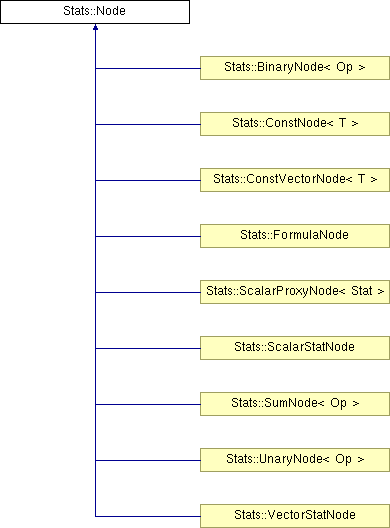 Stats::Node
Stats::BinaryNode< Op >
Stats::ConstNode< T >
Stats::ConstVectorNode< T >
Stats::FormulaNode
Stats::ScalarProxyNode< Stat >
Stats::ScalarStatNode
Stats::SumNode< Op >
Stats::UnaryNode< Op >
Stats::VectorStatNode